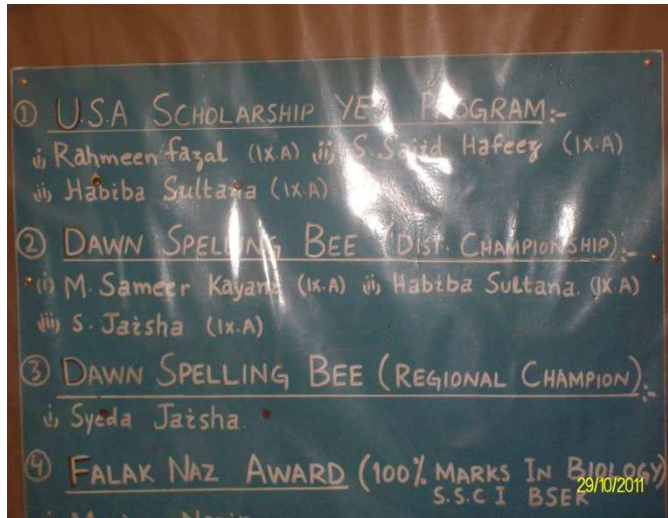 ① U.S.A SCHOLARSHIP YES PROGRAM:-
i, Rahmeen fazal (IX.A) ii, S. Sajid Hafeez (IX.A)
iii, Habiba Sultana (IX.A)
② DAWN SPELLING BEE (DIST. CHAMPIONSHIP):-
(i) M. Sameer Kayani (IX.A) ii, Habiba Sultana. (IX.A)
iii, S. Jaisha (IX.A)
③ DAWN SPELLING BEE (REGIONAL CHAMPION):-
i, Syeda Jaisha.
④ FALAK NAZ AWARD (100% MARKS IN BIOLOGY)
S.S.C I BSEK
29/10/2011